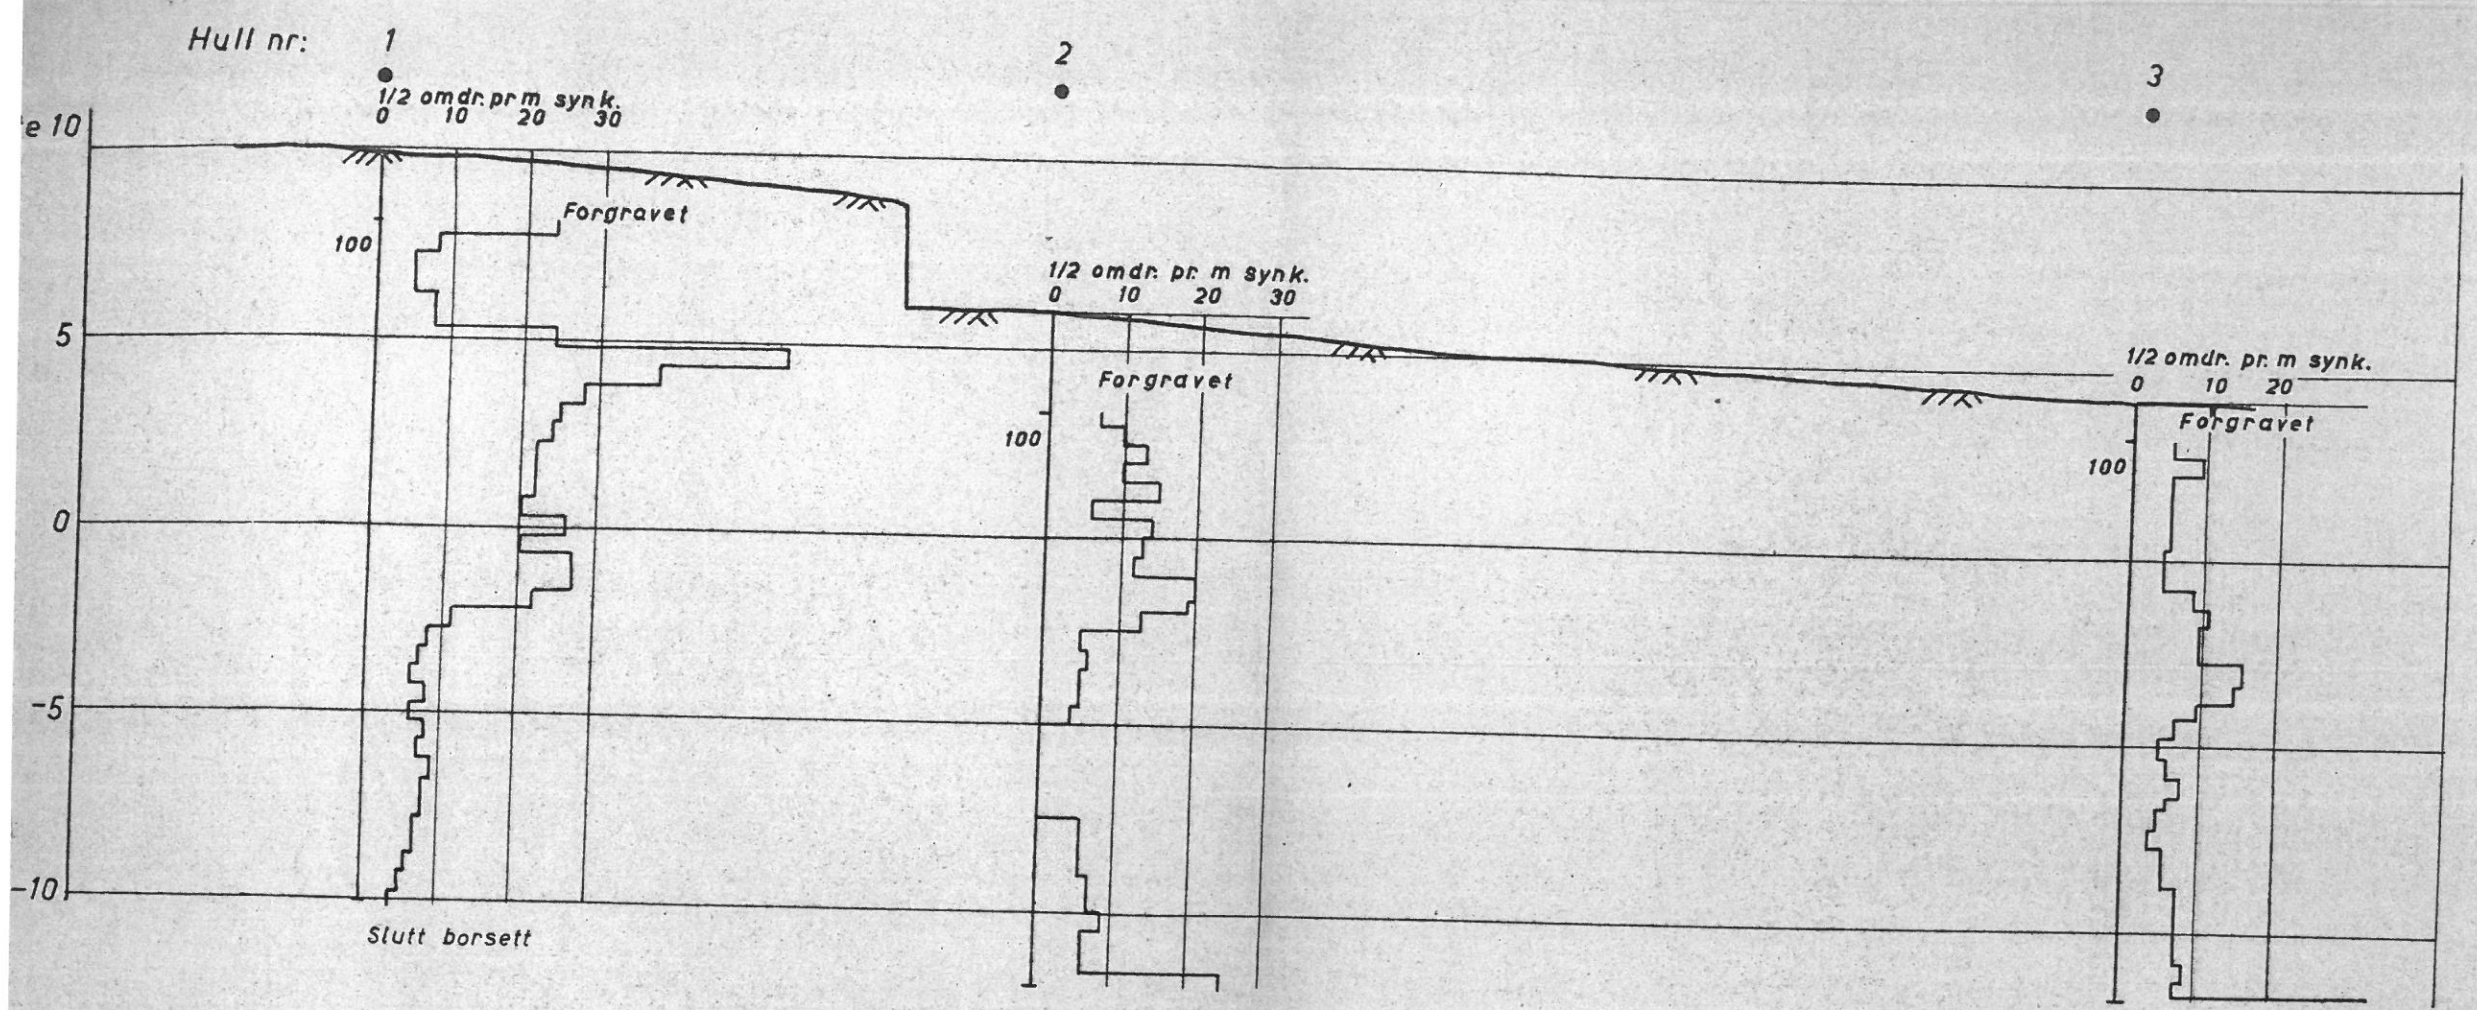 Hull nr: 1 2 3
1/2 omdr. pr m synk.
0 10 20 30
e 10
Forgravet
100
5
0
-5
-10
Slutt borsett
1/2 omdr. pr. m synk.
0 10 20 30
Forgravet
100
1/2 omdr. pr. m synk.
0 10 20
Forgravet
100